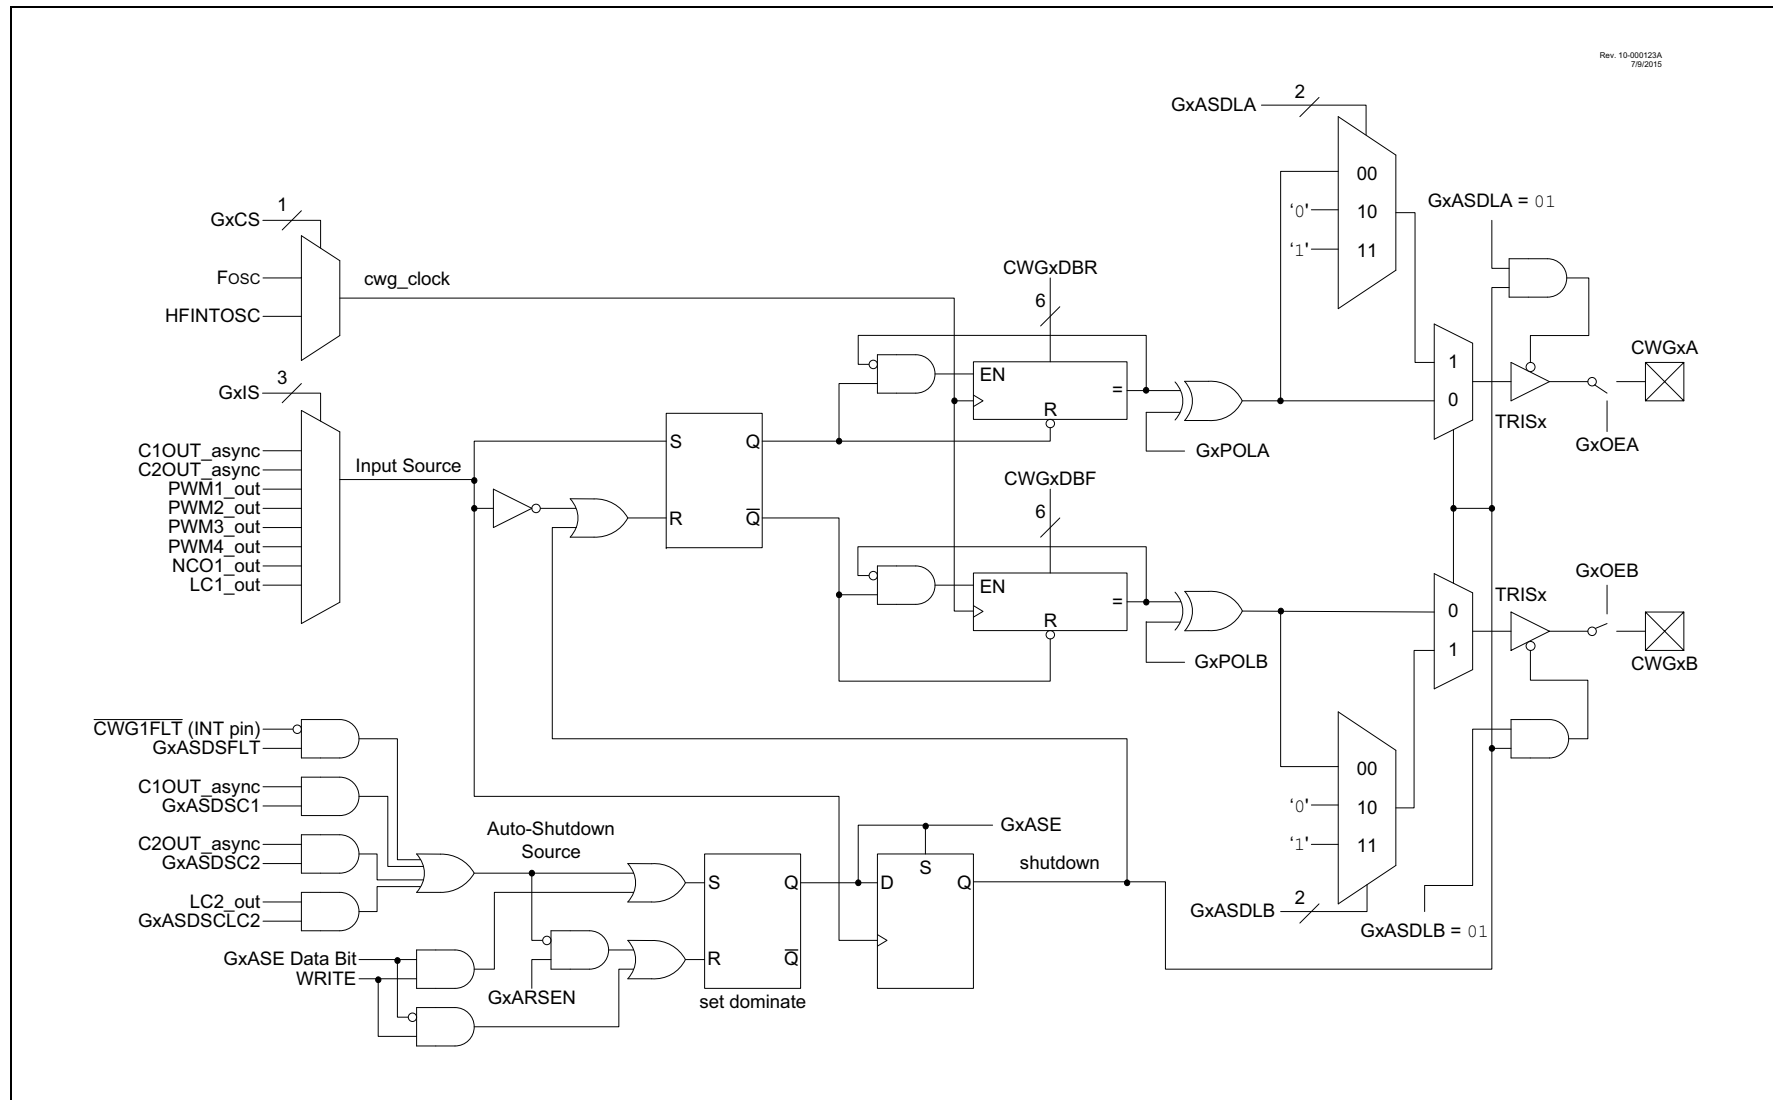 Rev. 10-000123A
7/9/2015
GxASDLA
2
00
‘0'
10
‘1'
11
GxASDLA = 01
GxCS
1
FOSC
HFINTOSC
cwg_clock
CWGxDBR
6
EN
=
R
GxPOLA
1
0
TRISx
CWGxA
GxOEA
GxIS
3
C1OUT_async
C2OUT_async
PWM1_out
PWM2_out
PWM3_out
PWM4_out
NCO1_out
LC1_out
Input Source
S
Q
R
Q
CWGxDBF
6
EN
=
R
GxPOLB
0
1
TRISx
GxOEB
CWGxB
CWG1FLT (INT pin)
GxASDSFLT
C1OUT_async
GxASDSC1
C2OUT_async
GxASDSC2
LC2_out
GxASDSCLC2
GxASE Data Bit
WRITE
Auto-Shutdown
Source
GxARSEN
S
Q
R
Q
set dominate
GxASE
S
D
Q
shutdown
00
‘0'
10
‘1'
11
GxASDLB
2
GxASDLB = 01